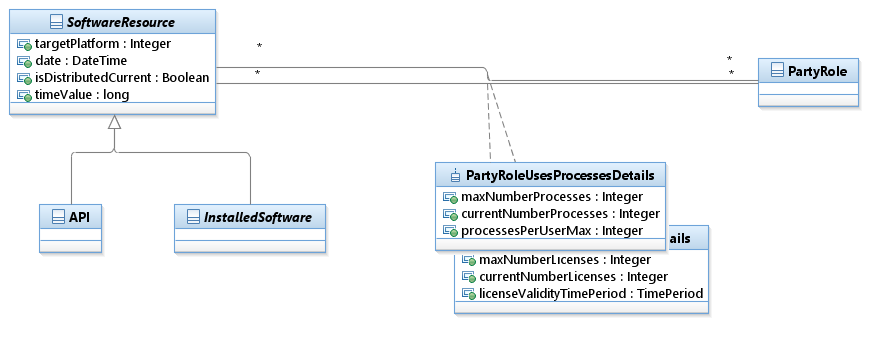 SoftwareResource
targetPlatform : Integer
date : DateTime
isDistributedCurrent : Boolean
timeValue : long
*
*
*
*
PartyRole
API
InstalledSoftware
PartyRoleUsesProcessesDetails
maxNumberProcesses : Integer
currentNumberProcesses : Integer
processesPerUserMax : Integer
ails
maxNumberLicenses : Integer
currentNumberLicenses : Integer
licenseValidityTimePeriod : TimePeriod